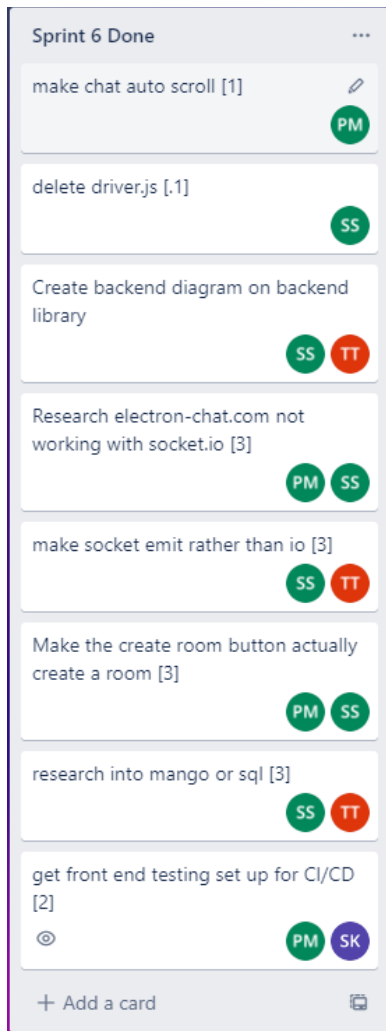 Sprint 6 Done
make chat auto scroll [1]
PM
delete driver.js [.1]
SS
Create backend diagram on backend
library
SS TT
Research electron-chat.com not
working with socket.io [3]
PM SS
make socket emit rather than io [3]
SS TT
Make the create room button actually
create a room [3]
PM SS
research into mango or sql [3]
SS TT
get front end testing set up for CI/CD
[2]
PM SK
+ Add a card